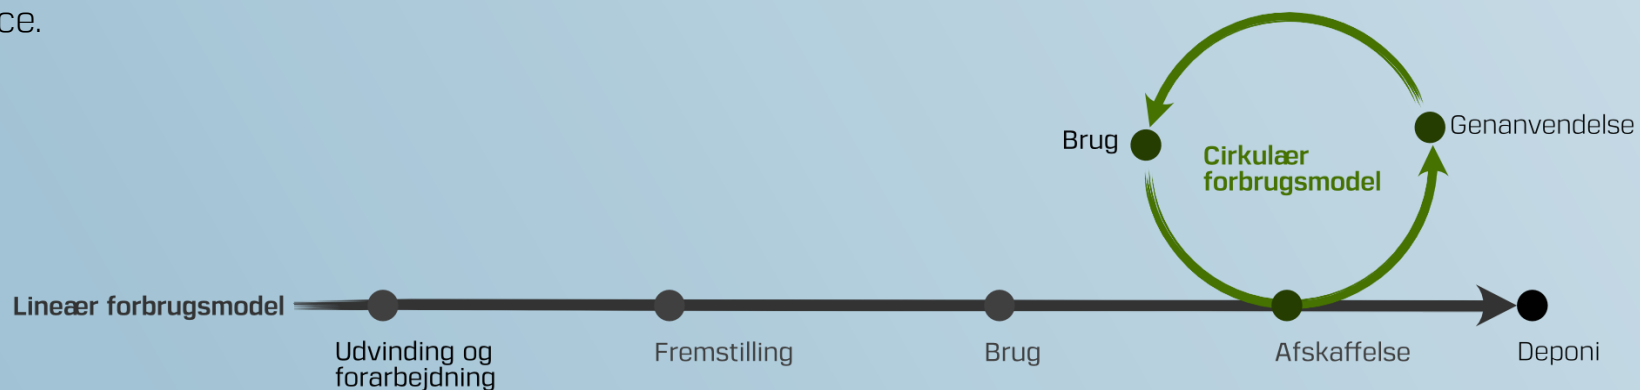 ce.
Brug
Genanvendelse
Cirkulær
forbrugsmodel
Lineær forbrugsmodel
Udvinding og
forarbejdning
Fremstilling
Brug
Afskaffelse
Deponi